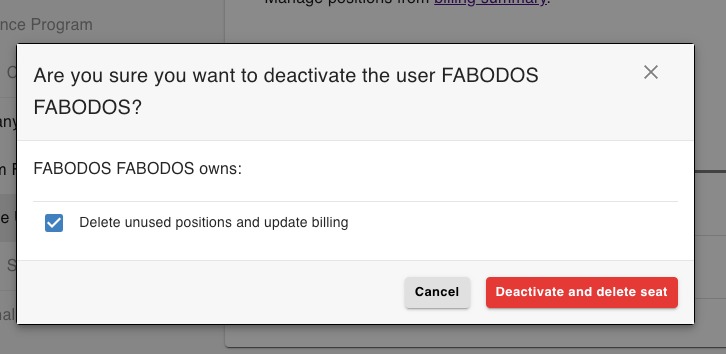 Manage positions from billing summary.
nce Program
Are you sure you want to deactivate the user FABODOS
FABODOS?
FABODOS FABODOS owns:
Delete unused positions and update billing
Cancel
Deactivate and delete seat